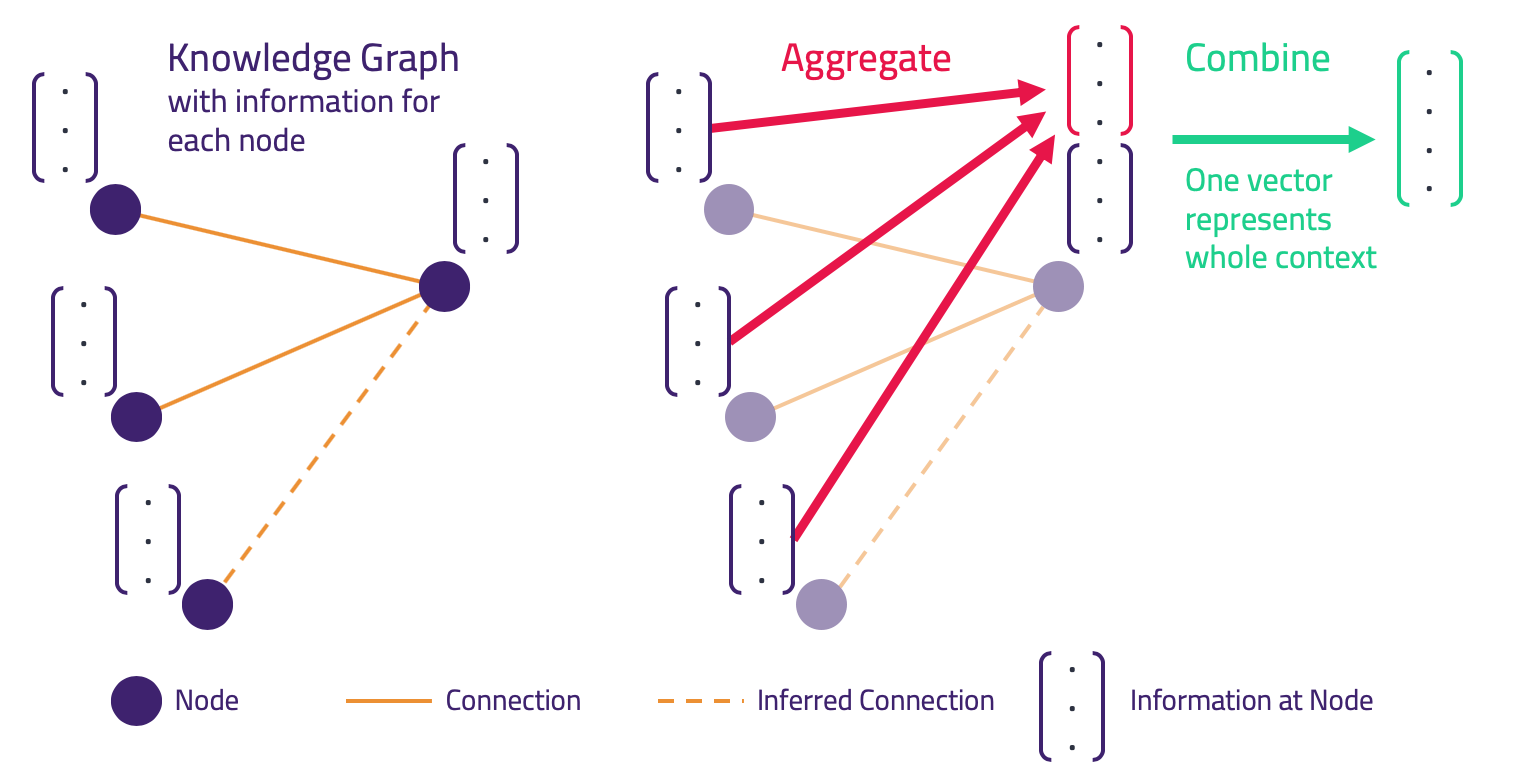 Knowledge Graph
with information for
each node
Aggregate
Combine
One vector
represents
whole context
Node
Connection
Inferred Connection
Information at Node